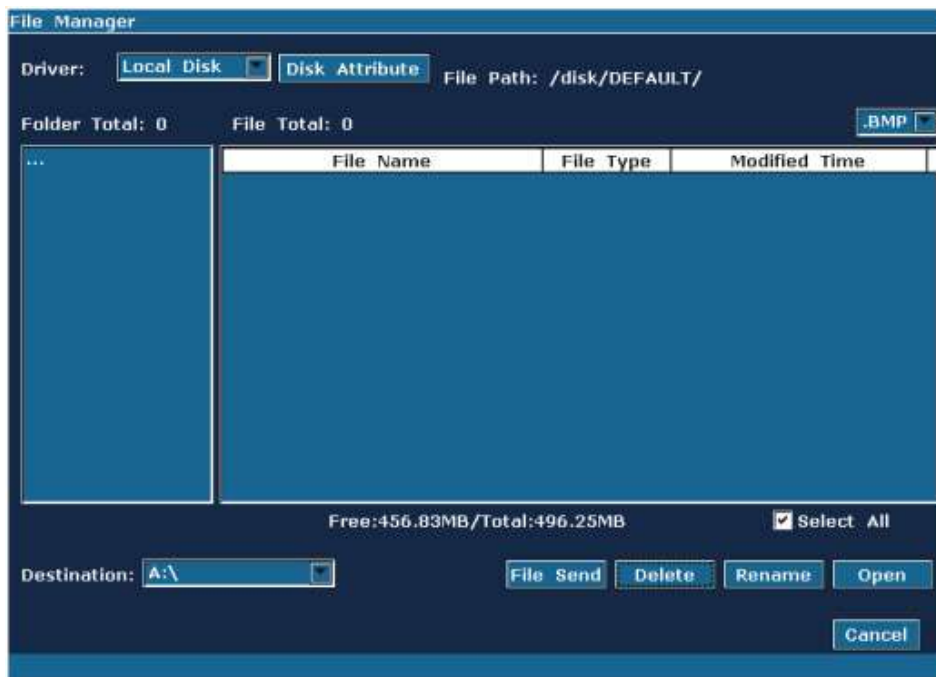 File Manager
Driver: Local Disk Disk Attribute File Path: /disk/DEFAULT/
Folder Total: 0 File Total: 0 .BMP
... File Name File Type Modified Time
Free:456.83MB/Total:496.25MB Select All
Destination: A:\ File Send Delete Rename Open
Cancel